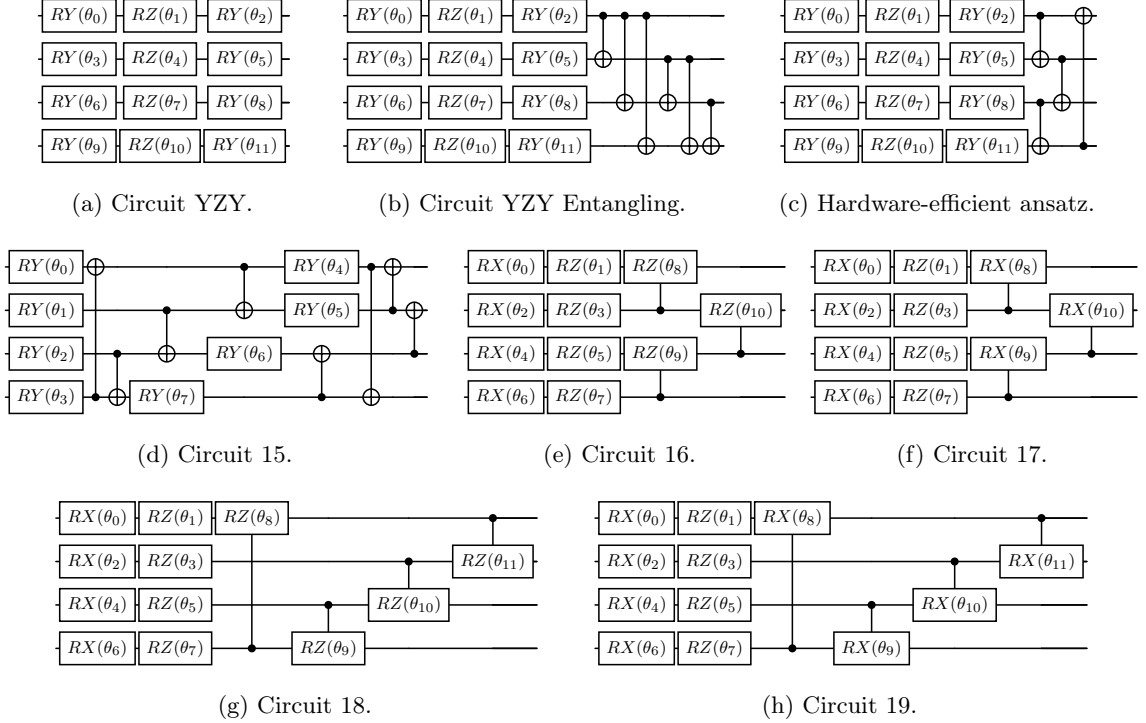 RY(θ₀) RZ(θ₁) RY(θ₂) RY(θ₀) RZ(θ₁) RY(θ₂) RY(θ₀) RZ(θ₁) RY(θ₂)
RY(θ₃) RZ(θ₄) RY(θ₅) RY(θ₃) RZ(θ₄) RY(θ₅) RY(θ₃) RZ(θ₄) RY(θ₅)
RY(θ₆) RZ(θ₇) RY(θ₈) RY(θ₆) RZ(θ₇) RY(θ₈) RY(θ₆) RZ(θ₇) RY(θ₈)
RY(θ₉) RZ(θ₁₀) RY(θ₁₁) RY(θ₉) RZ(θ₁₀) RY(θ₁₁) RY(θ₉) RZ(θ₁₀) RY(θ₁₁)
(a) Circuit YZY. (b) Circuit YZY Entangling. (c) Hardware-efficient ansatz.
RY(θ₀) RY(θ₄) RX(θ₀) RZ(θ₁) RZ(θ₈) RX(θ₀) RZ(θ₁) RX(θ₈)
RY(θ₁) RY(θ₅) RX(θ₂) RZ(θ₃) RZ(θ₁₀) RX(θ₂) RZ(θ₃) RX(θ₁₀)
RY(θ₂) RY(θ₆) RX(θ₄) RZ(θ₅) RZ(θ₉) RX(θ₄) RZ(θ₅) RX(θ₉)
RY(θ₃) RY(θ₇) RX(θ₆) RZ(θ₇) RX(θ₆) RZ(θ₇)
(d) Circuit 15. (e) Circuit 16. (f) Circuit 17.
RX(θ₀) RZ(θ₁) RZ(θ₈) RX(θ₀) RZ(θ₁) RX(θ₈)
RX(θ₂) RZ(θ₃) RZ(θ₁₁) RX(θ₂) RZ(θ₃) RX(θ₁₁)
RX(θ₄) RZ(θ₅) RZ(θ₁₀) RX(θ₄) RZ(θ₅) RX(θ₁₀)
RX(θ₆) RZ(θ₇) RZ(θ₉) RX(θ₆) RZ(θ₇) RX(θ₉)
(g) Circuit 18. (h) Circuit 19.